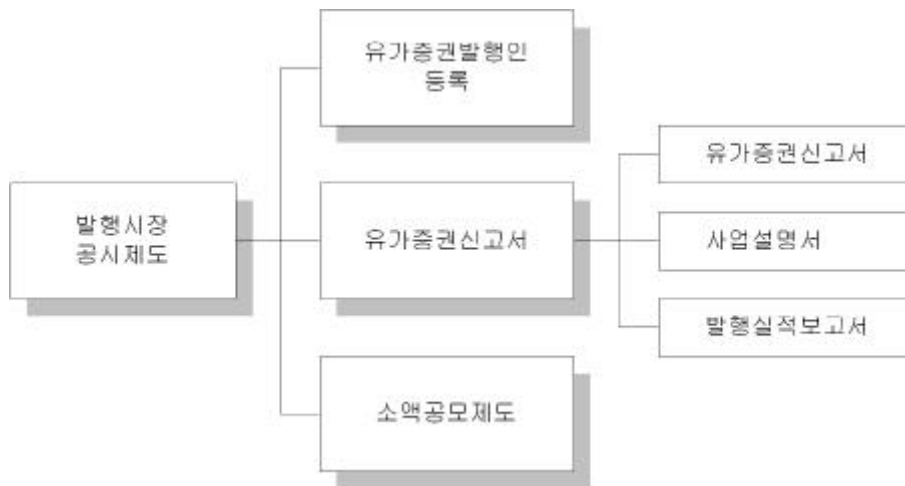 발행시장
공시제도
유가증권발행인
등록
유가증권신고서
소액공모제도
유가증권신고서
사업설명서
발행실적보고서